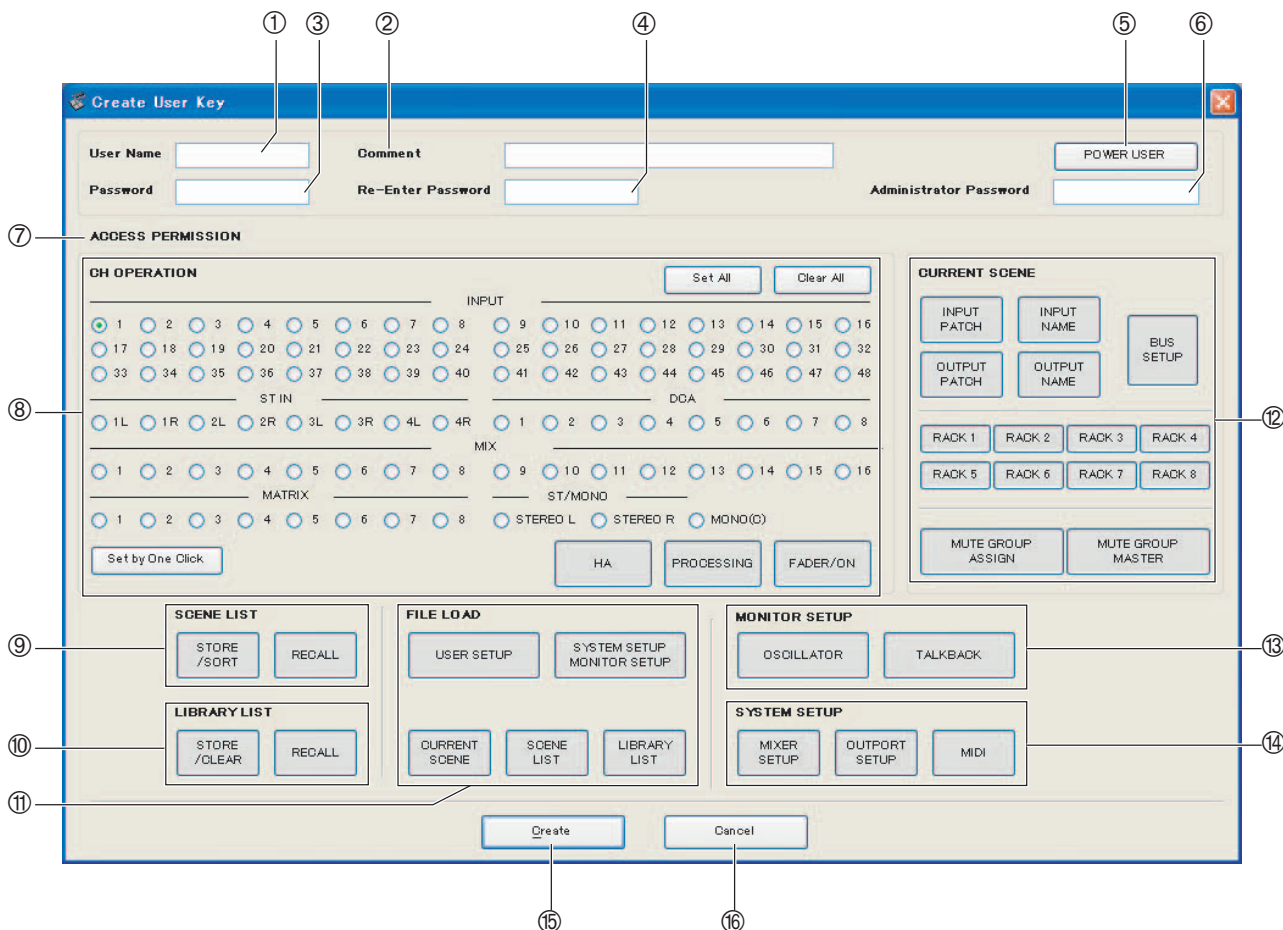 ① ③ ② ④ ⑤ ⑥
Create User Key
User Name
Comment
POWER USER
Password
Re-Enter Password
Administrator Password
⑦
ACCESS PERMISSION
CH OPERATION
Set All
Clear All
INPUT
1 2 3 4 5 6 7 8 9 10 11 12 13 14 15 16
17 18 19 20 21 22 23 24 25 26 27 28 29 30 31 32
33 34 35 36 37 38 39 40 41 42 43 44 45 46 47 48
⑧
ST IN
DCA
1L 1R 2L 2R 3L 3R 4L 4R 1 2 3 4 5 6 7 8
MIX
1 2 3 4 5 6 7 8 9 10 11 12 13 14 15 16
MATRIX
ST/MONO
1 2 3 4 5 6 7 8 STEREO L STEREO R MONO(C)
Set by One Click
HA
PROCESSING
FADER/ON
CURRENT SCENE
INPUT
PATCH
INPUT
NAME
BUS
SETUP
OUTPUT
PATCH
OUTPUT
NAME
⑫
RACK 1 RACK 2 RACK 3 RACK 4
RACK 5 RACK 6 RACK 7 RACK 8
MUTE GROUP
ASSIGN
MUTE GROUP
MASTER
⑨
SCENE LIST
STORE
/SORT
RECALL
⑩
LIBRARY LIST
STORE
/CLEAR
RECALL
⑪
FILE LOAD
USER SETUP
SYSTEM SETUP
MONITOR SETUP
CURRENT
SCENE
SCENE
LIST
LIBRARY
LIST
MONITOR SETUP
OSCILLATOR
TALKBACK
⑬
SYSTEM SETUP
MIXER
SETUP
OUTPORT
SETUP
MIDI
⑭
Create
Cancel
⑮ ⑯